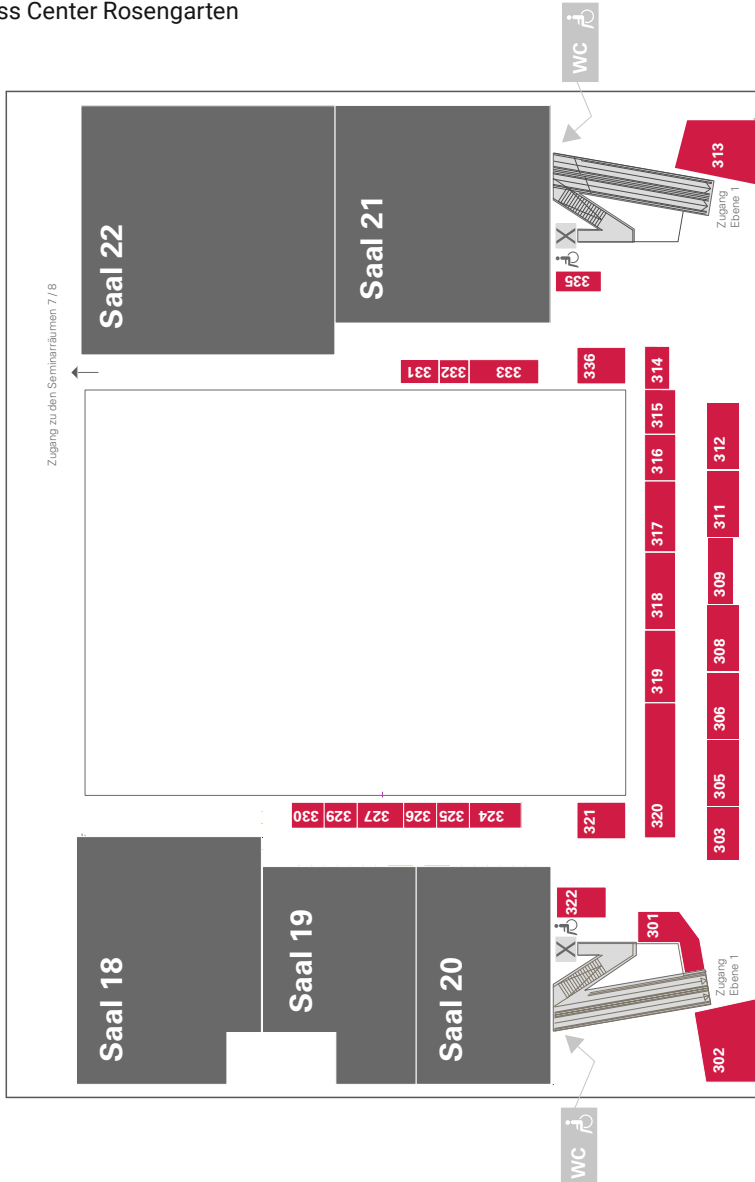 ss Center Rosengarten
WC
313
Zugang
Ebene 1
Saal 22
Saal 21
335
Zugang zu den Seminarräumen 7 / 8
331
332
333
336
314
315
316
317
318
319
320
312
311
309
308
306
305
303
330
329
327
326
325
324
321
322
301
Saal 18
Saal 19
Saal 20
Zugang
Ebene 1
302
WC